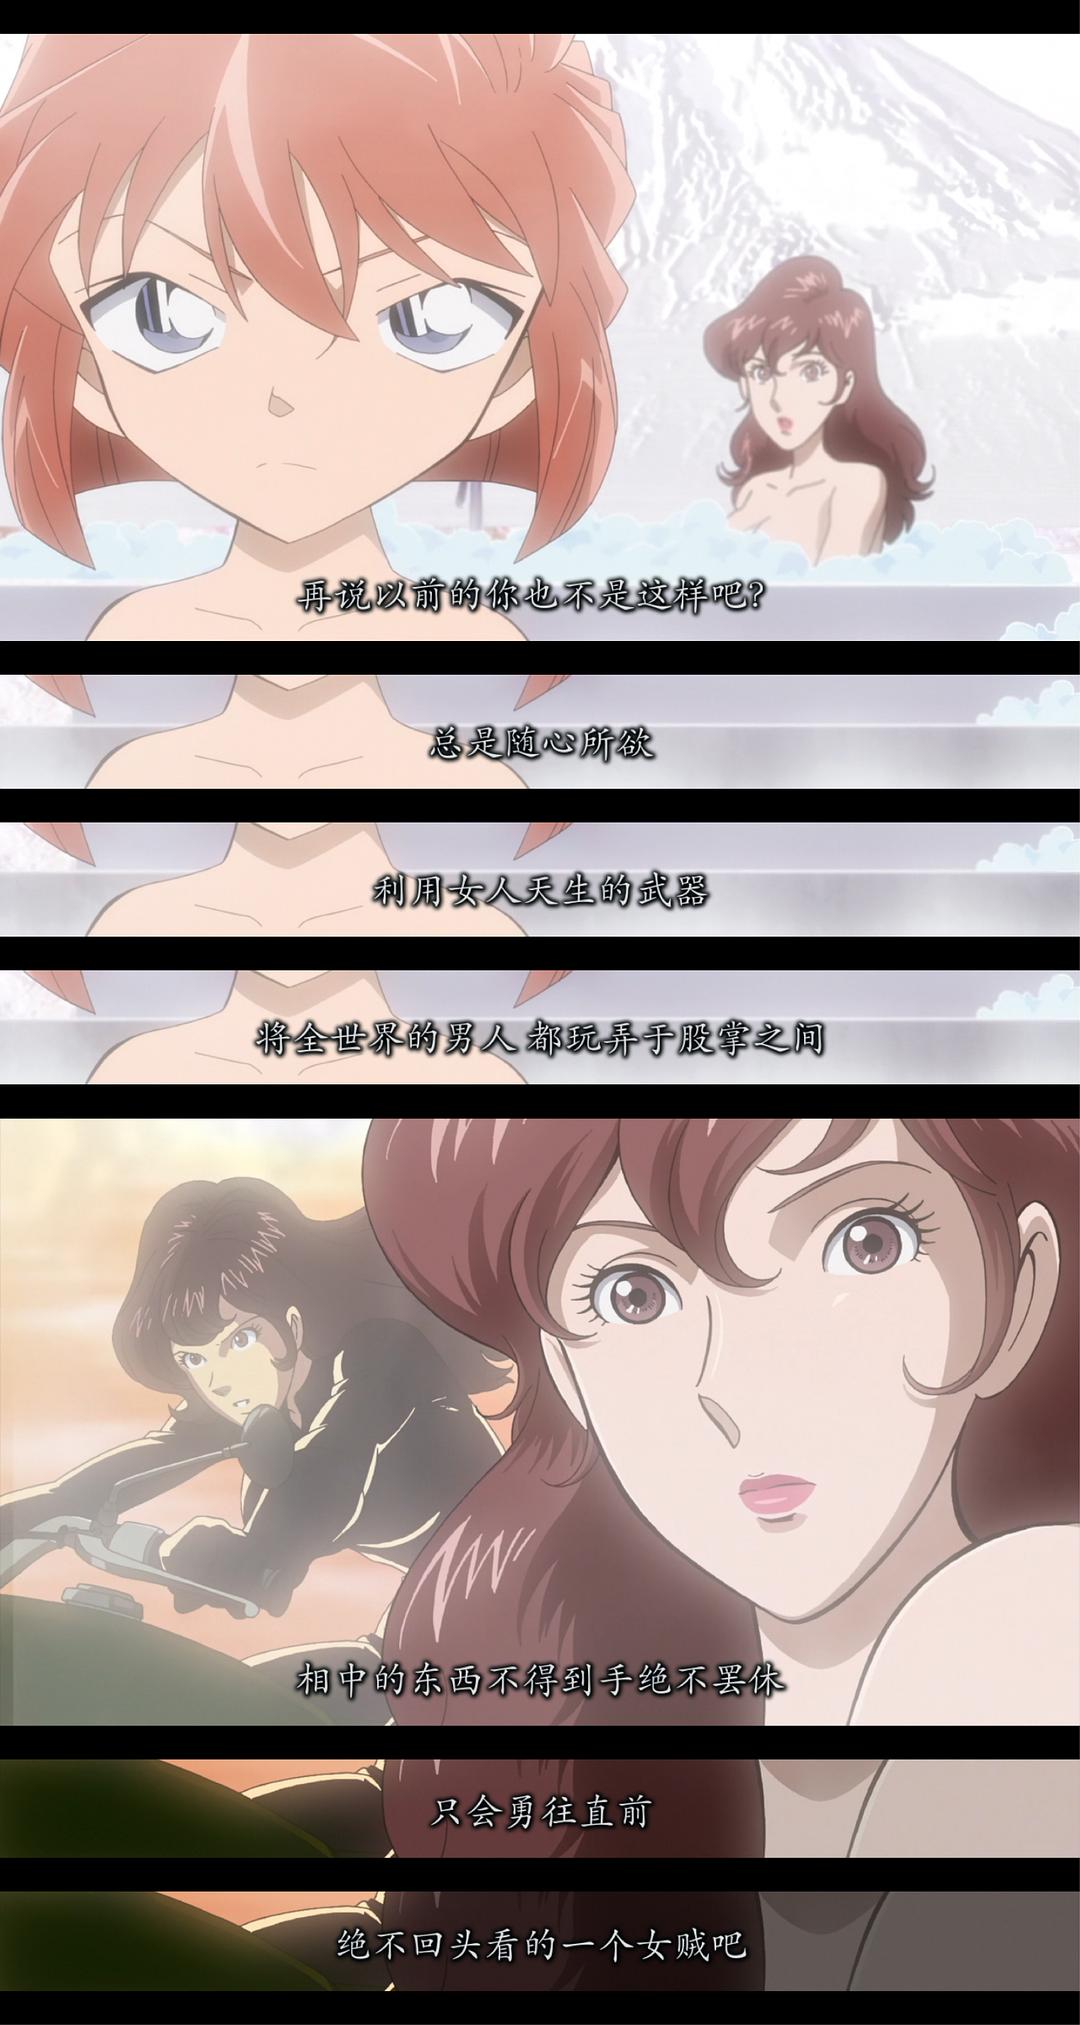 再说以前的你也不是这样吧?
总是随心所欲
利用女人天生的武器
将全世界的男人 都玩弄于股掌之间
相中的东西不得到手绝不罢休
只会勇往直前
绝不回头看的一个女贼吧